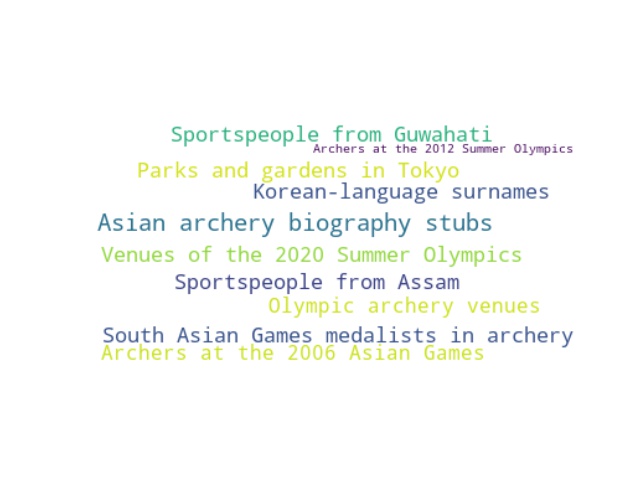 Sportspeople from Guwahati
Archers at the 2012 Summer Olympics
Parks and gardens in Tokyo
Korean-language surnames
Asian archery biography stubs
Venues of the 2020 Summer Olympics
Sportspeople from Assam
Olympic archery venues
South Asian Games medalists in archery
Archers at the 2006 Asian Games